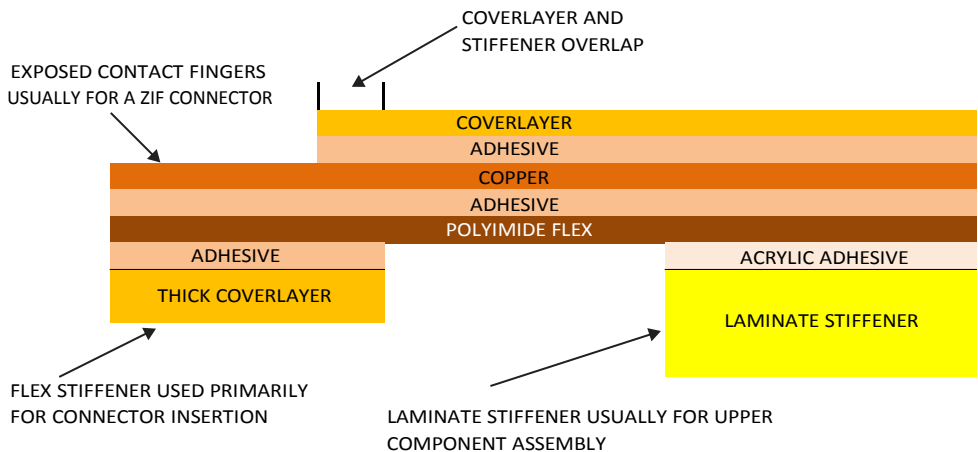 COVERLAYER AND
STIFFENER OVERLAP
EXPOSED CONTACT FINGERS
USUALLY FOR A ZIF CONNECTOR
COVERLAYER
ADHESIVE
COPPER
ADHESIVE
POLYIMIDE FLEX
ADHESIVE
ACRYLIC ADHESIVE
THICK COVERLAYER
LAMINATE STIFFENER
FLEX STIFFENER USED PRIMARILY
FOR CONNECTOR INSERTION
LAMINATE STIFFENER USUALLY FOR UPPER
COMPONENT ASSEMBLY